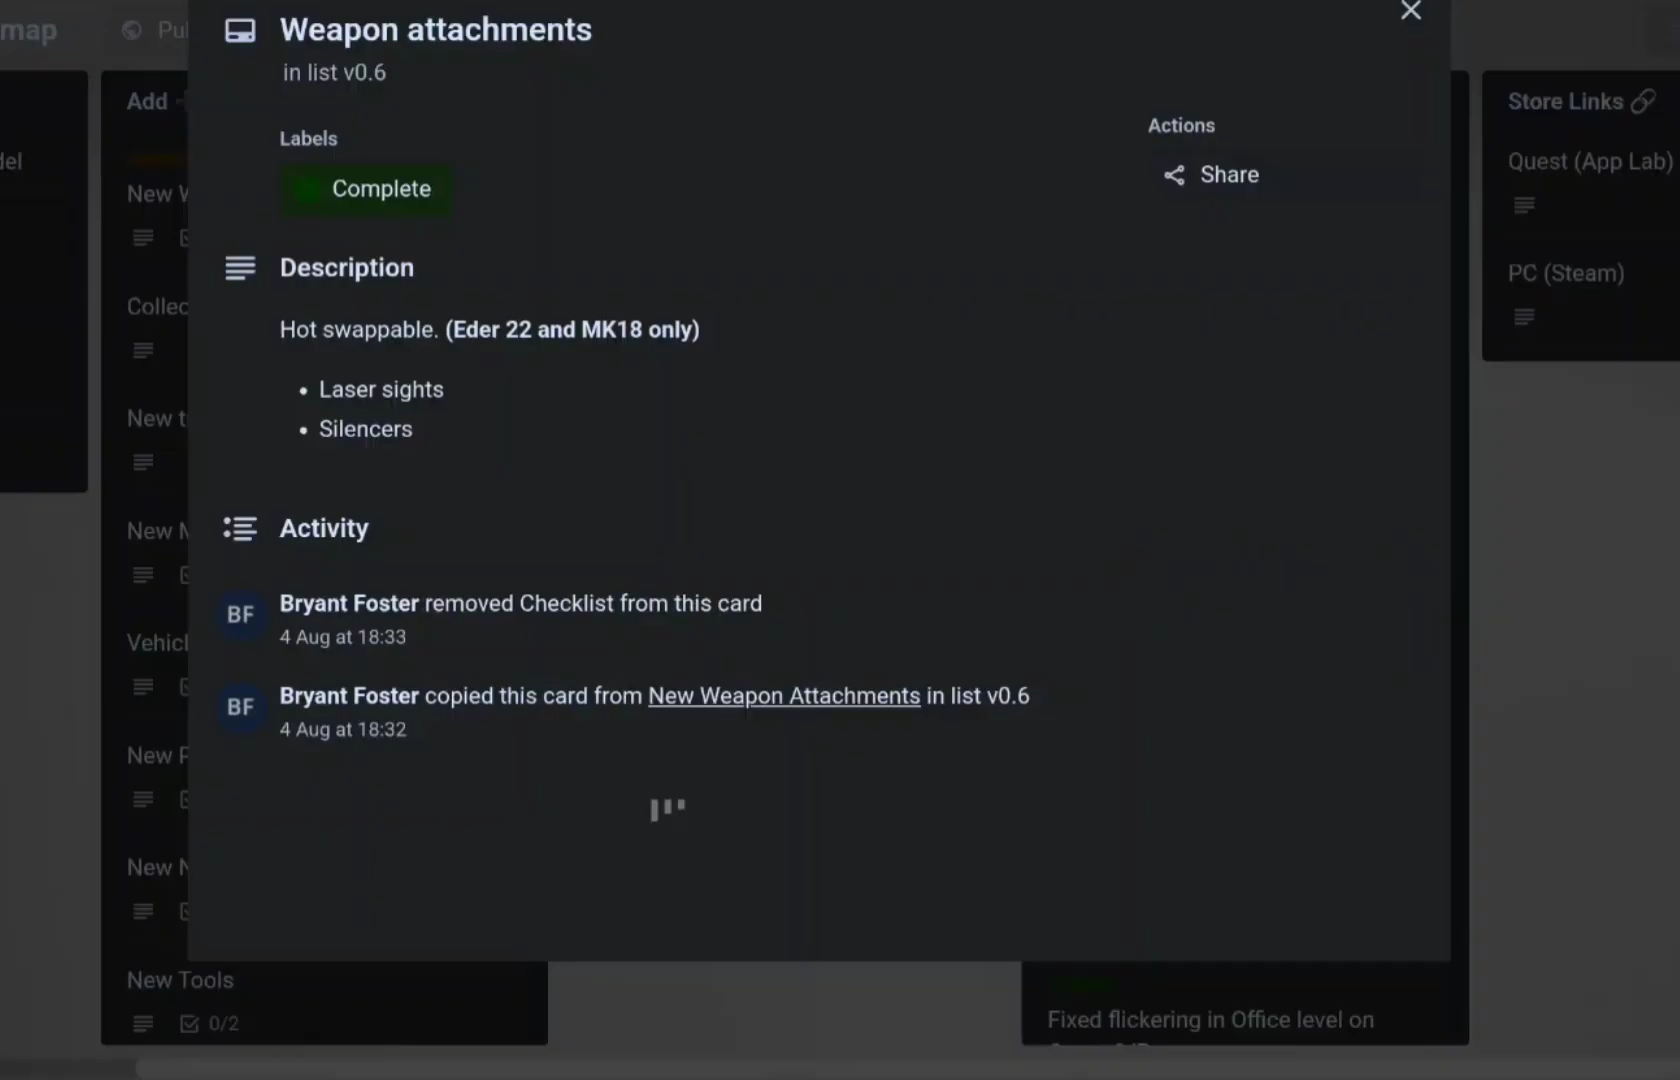 map
Pu
Weapon attachments
in list v0.6
Labels
Complete
Actions
Share
Description
Hot swappable. (Eder 22 and MK18 only)
• Laser sights
• Silencers
Activity
BF
Bryant Foster removed Checklist from this card
4 Aug at 18:33
BF
Bryant Foster copied this card from New Weapon Attachments in list v0.6
4 Aug at 18:32
del
Add
New
Collec
New t
New
Vehicl
New
New
New Tools
0/2
Fixed flickering in Office level on
Store Links
Quest (App Lab)
PC (Steam)